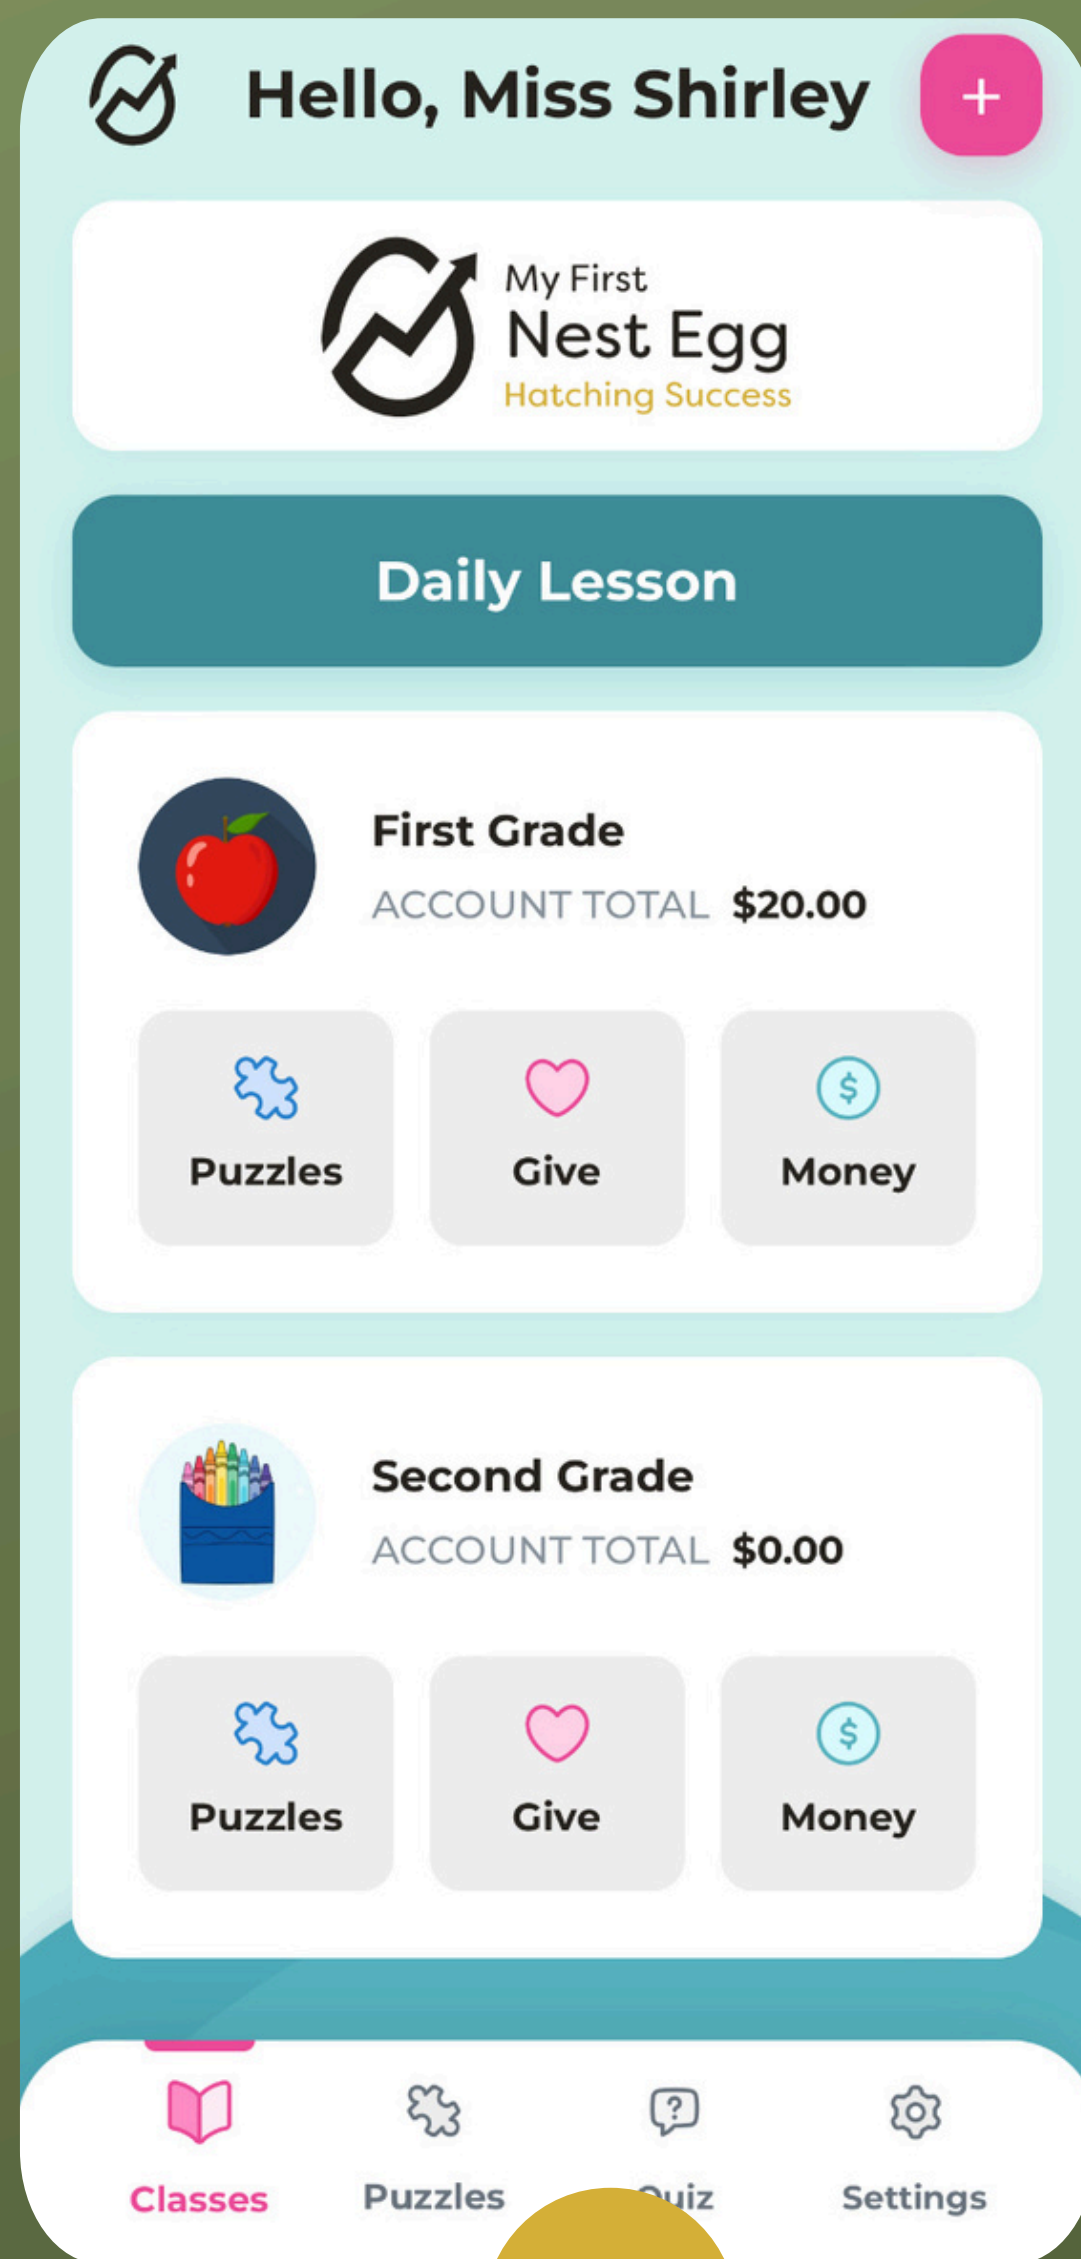 Hello, Miss Shirley
+
My First
Nest Egg
Hatching Success
Daily Lesson
First Grade
ACCOUNT TOTAL $20.00
Puzzles Give Money
Second Grade
ACCOUNT TOTAL $0.00
Puzzles Give Money
Classes Puzzles Quiz Settings